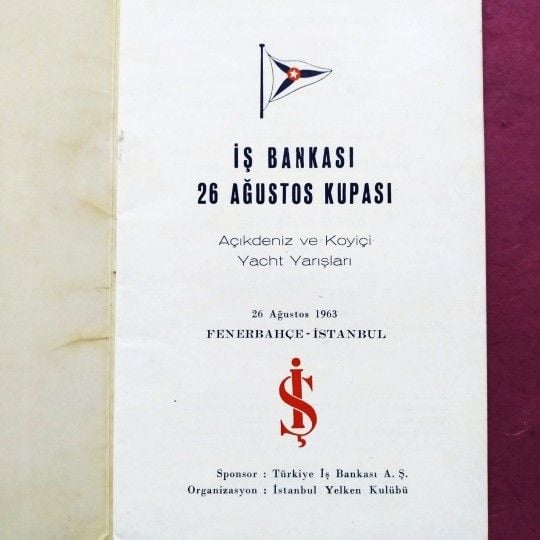 İŞ BANKASI
26 AĞUSTOS KUPASI
Açıkdeniz ve Koyiçi
Yacht Yarışları
26 Ağustos 1963
FENERBAHÇE - İSTANBUL
İŞ
Sponsor : Türkiye İş Bankası A. Ş.
Organizasyon : İstanbul Yelken Kulübü